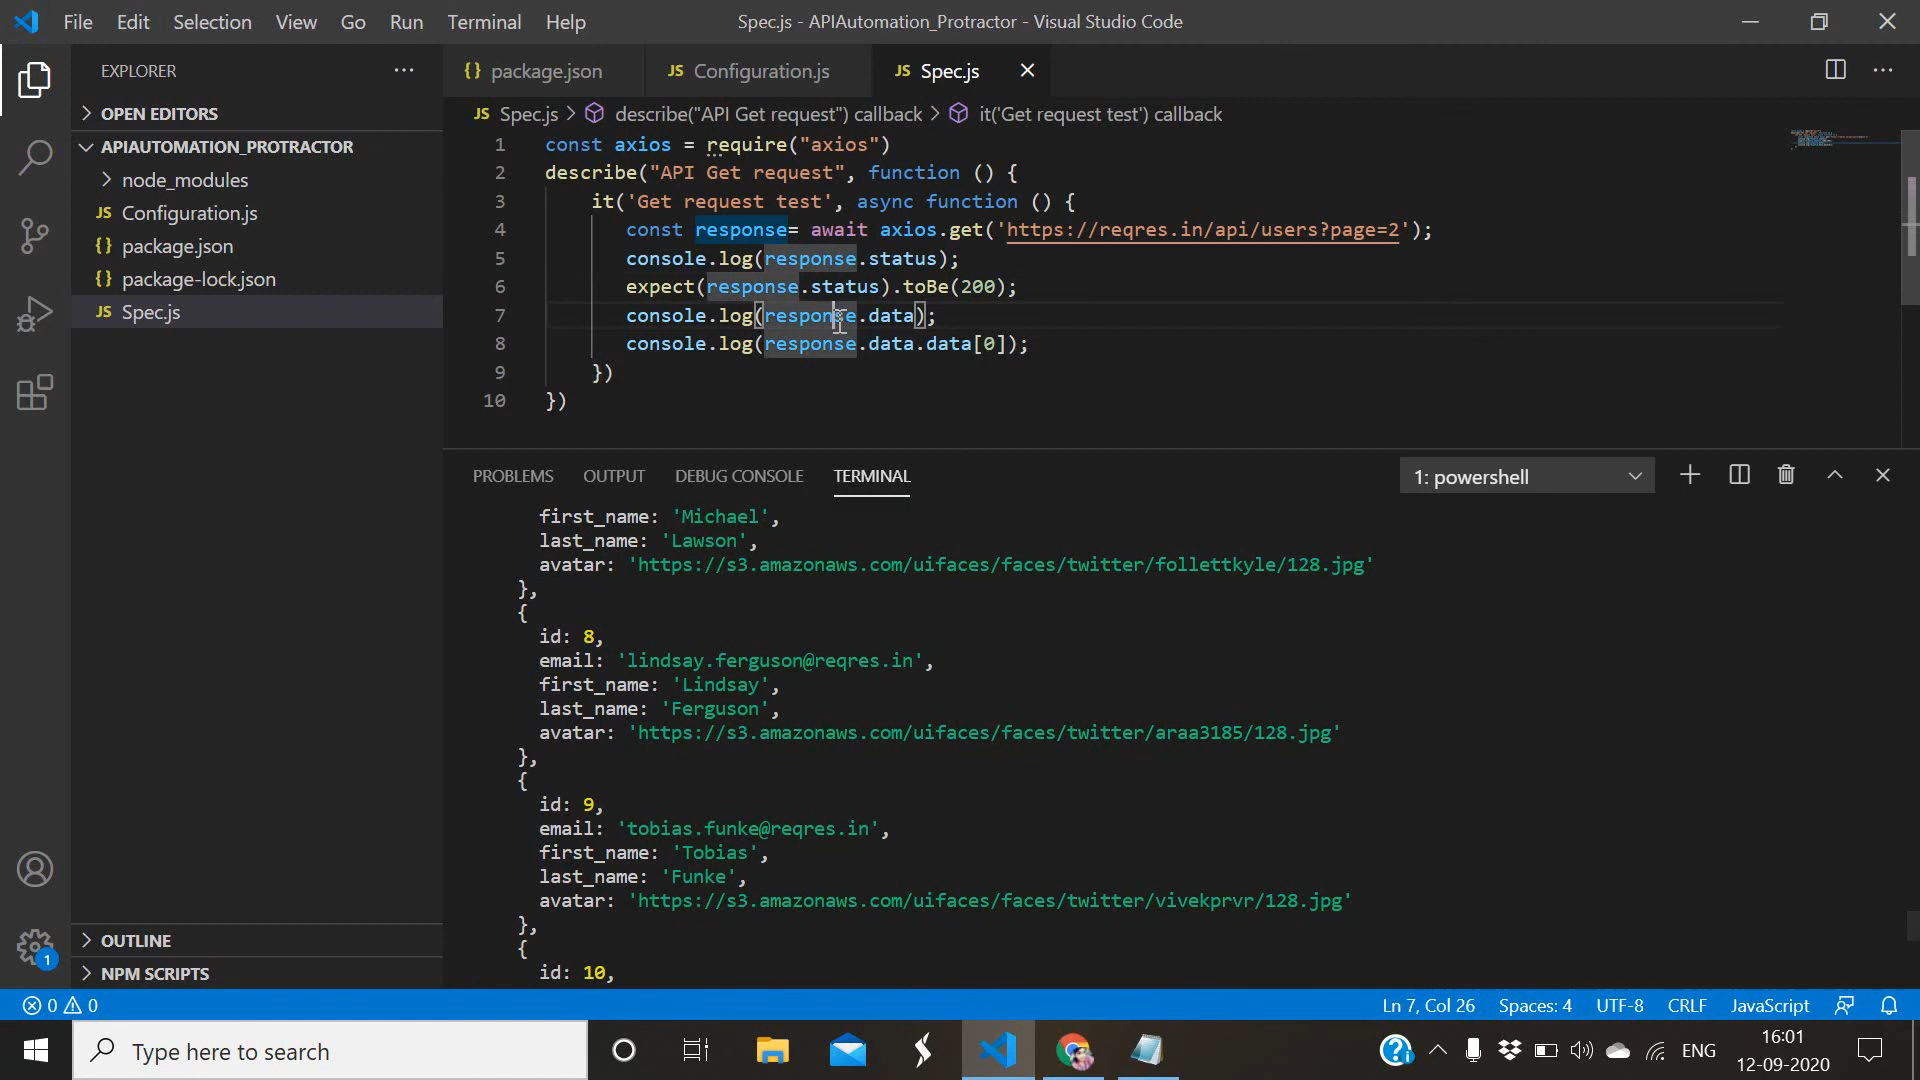 File Edit Selection View Go Run Terminal Help
Spec.js - APIAutomation_Protractor - Visual Studio Code
EXPLORER
OPEN EDITORS
APIAUTOMATION_PROTRACTOR
node_modules
JS Configuration.js
{} package.json
{} package-lock.json
JS Spec.js
OUTLINE
NPM SCRIPTS
1
{} package.json
JS Configuration.js
JS Spec.js
JS Spec.js > describe("API Get request") callback > it('Get request test') callback
1 const axios = require("axios")
2 describe("API Get request", function () {
3 it('Get request test', async function () {
4 const response= await axios.get('https://reqres.in/api/users?page=2');
5 console.log(response.status);
6 expect(response.status).toBe(200);
7 console.log(response.data);
8 console.log(response.data.data[0]);
9 })
10 })
PROBLEMS OUTPUT DEBUG CONSOLE TERMINAL
1: powershell
first_name: 'Michael',
last_name: 'Lawson',
avatar: 'https://s3.amazonaws.com/uifaces/faces/twitter/follettkyle/128.jpg'
},
{
id: 8,
email: 'lindsay.ferguson@reqres.in',
first_name: 'Lindsay',
last_name: 'Ferguson',
avatar: 'https://s3.amazonaws.com/uifaces/faces/twitter/araa3185/128.jpg'
},
{
id: 9,
email: 'tobias.funke@reqres.in',
first_name: 'Tobias',
last_name: 'Funke',
avatar: 'https://s3.amazonaws.com/uifaces/faces/twitter/vivekprvr/128.jpg'
},
{
id: 10,
0 0
Ln 7, Col 26 Spaces: 4 UTF-8 CRLF JavaScript
Type here to search
ENG
16:01
12-09-2020